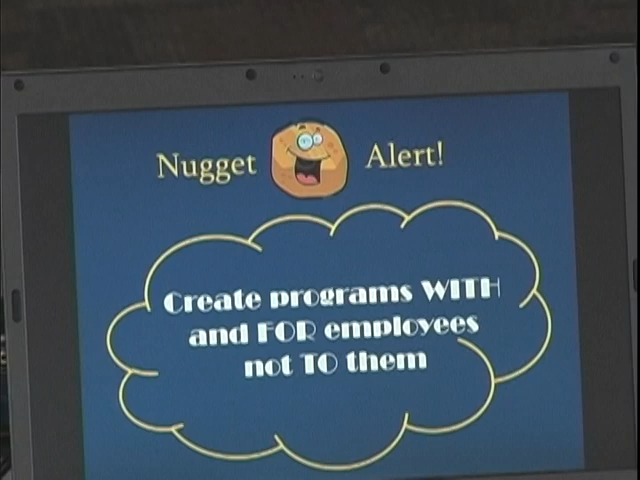 Nugget Alert!
Create programs WITH
and FOR employees
not TO them